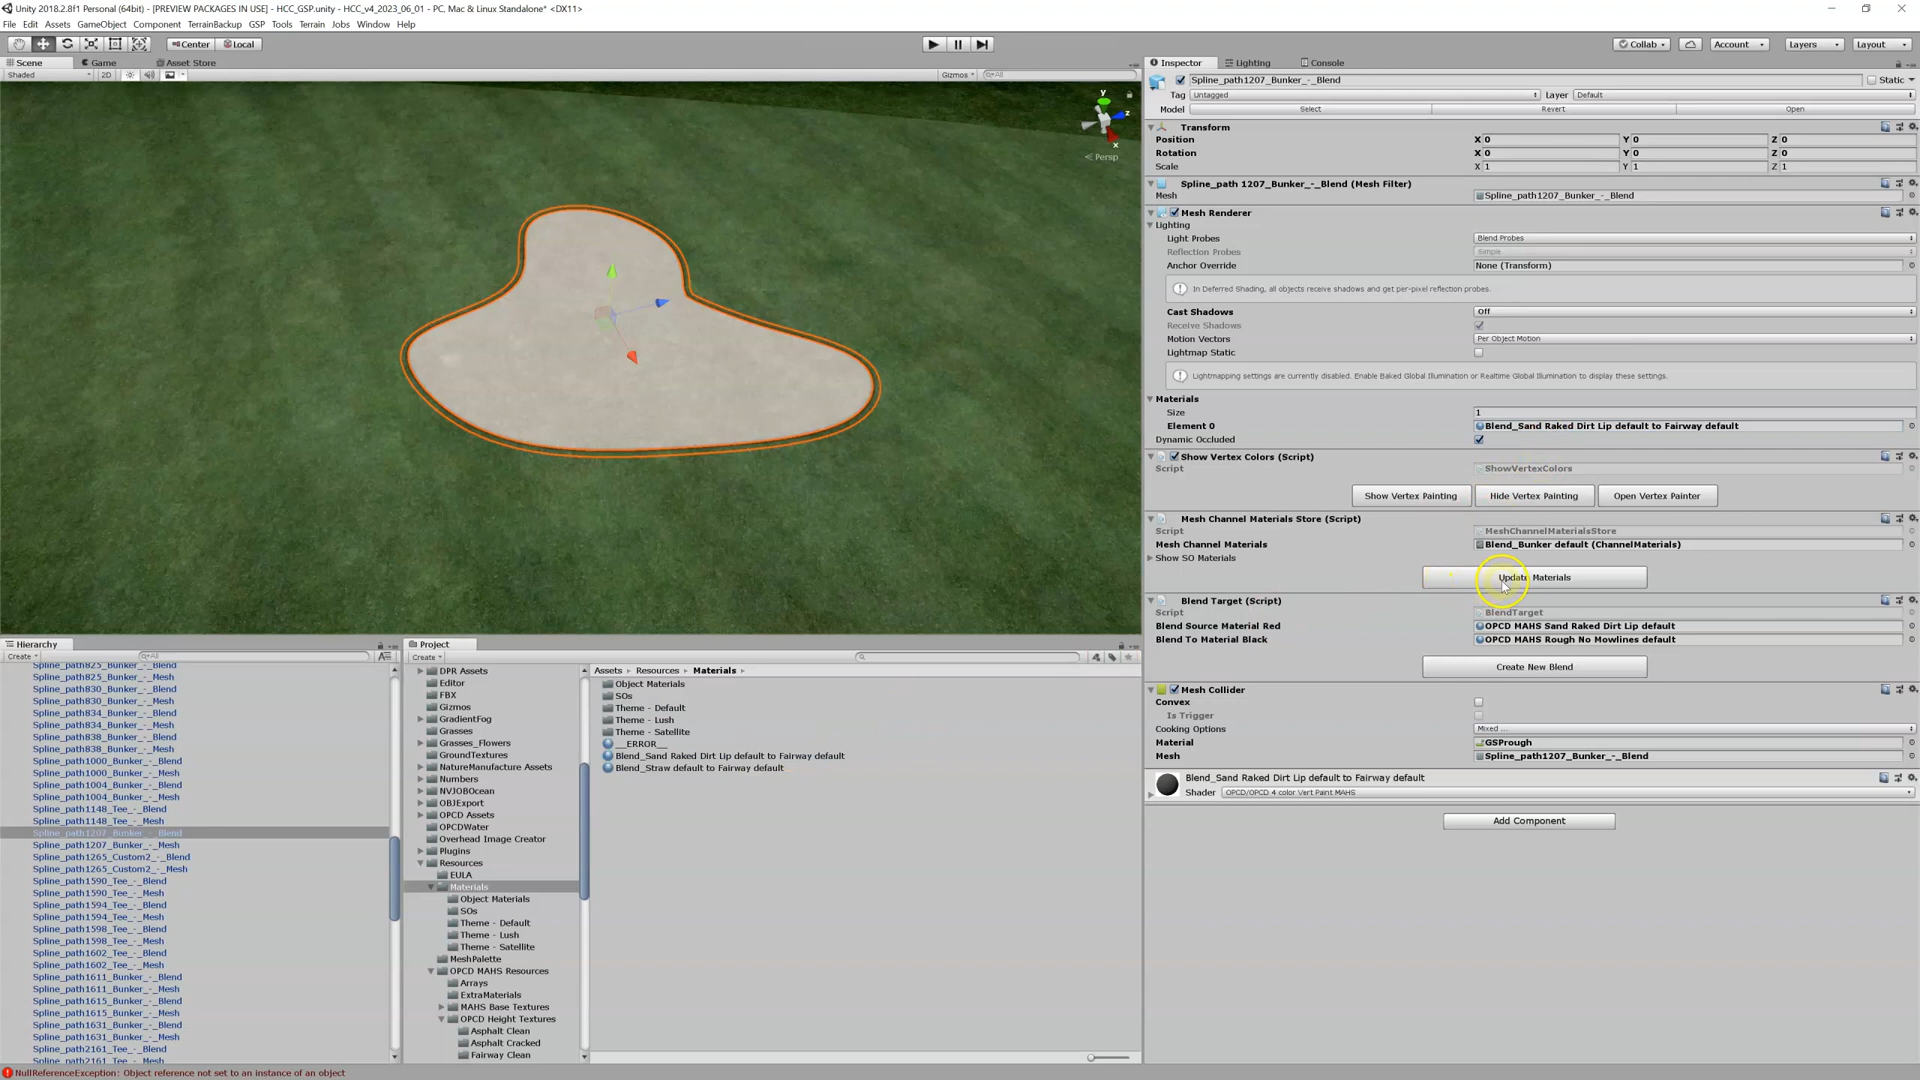 Unity 2018.2.8f1 Personal (64bit) - [PREVIEW PACKAGES IN USE] - HCC_GSP.unity - HCC_v4_2023_06_01 - PC, Mac & Linux Standalone* <DX11>
File Edit Assets GameObject Component TerrainBackup GSP Tools Terrain Jobs Window Help
Center Local Collab Account Layers Layout
Scene Game Asset Store
Shaded 2D Gizmos All
y z x
Persp
Inspector Lighting Console
Spline_path1207_Bunker_-_Blend Static
Tag Untagged Layer Default
Model Select Revert Open
Transform
Position X 0 Y 0 Z 0
Rotation X 0 Y 0 Z 0
Scale X 1 Y 1 Z 1
Spline_path 1207_Bunker_-_Blend (Mesh Filter)
Mesh Spline_path1207_Bunker_-_Blend
Mesh Renderer
Lighting
Light Probes Blend Probes
Reflection Probes Simple
Anchor Override None (Transform)
In Deferred Shading, all objects receive shadows and get per-pixel reflection probes.
Cast Shadows Off
Receive Shadows
Motion Vectors Per Object Motion
Lightmap Static
Lightmapping settings are currently disabled. Enable Baked Global Illumination or Realtime Global Illumination to display these settings.
Materials
Size 1
Element 0 Blend_Sand Raked Dirt Lip default to Fairway default
Dynamic Occluded
Show Vertex Colors (Script)
Script ShowVertexColors
Show Vertex Painting Hide Vertex Painting Open Vertex Painter
Mesh Channel Materials Store (Script)
Script MeshChannelMaterialsStore
Mesh Channel Materials Blend_Bunker default (ChannelMaterials)
Show SO Materials
Update Materials
Blend Target (Script)
Script BlendTarget
Blend Source Material Red OPCD MAHS Sand Raked Dirt Lip default
Blend To Material Black OPCD MAHS Rough No Mowlines default
Create New Blend
Mesh Collider
Convex
Is Trigger
Cooking Options Mixed ...
Material GSPrough
Mesh Spline_path1207_Bunker_-_Blend
Blend_Sand Raked Dirt Lip default to Fairway default
Shader OPCD/OPCD 4 color Vert Paint MAHS
Add Component
Hierarchy
Create All
Spline_path825_Bunker_-_Blend
Spline_path825_Bunker_-_Mesh
Spline_path830_Bunker_-_Blend
Spline_path830_Bunker_-_Mesh
Spline_path834_Bunker_-_Blend
Spline_path834_Bunker_-_Mesh
Spline_path838_Bunker_-_Blend
Spline_path838_Bunker_-_Mesh
Spline_path1000_Bunker_-_Blend
Spline_path1000_Bunker_-_Mesh
Spline_path1004_Bunker_-_Blend
Spline_path1004_Bunker_-_Mesh
Spline_path1148_Tee_-_Blend
Spline_path1148_Tee_-_Mesh
Spline_path1207_Bunker_-_Blend
Spline_path1207_Bunker_-_Mesh
Spline_path1265_Custom2_-_Blend
Spline_path1265_Custom2_-_Mesh
Spline_path1590_Tee_-_Blend
Spline_path1590_Tee_-_Mesh
Spline_path1594_Tee_-_Blend
Spline_path1594_Tee_-_Mesh
Spline_path1598_Tee_-_Blend
Spline_path1598_Tee_-_Mesh
Spline_path1602_Tee_-_Blend
Spline_path1602_Tee_-_Mesh
Spline_path1611_Bunker_-_Blend
Spline_path1611_Bunker_-_Mesh
Spline_path1615_Bunker_-_Blend
Spline_path1615_Bunker_-_Mesh
Spline_path1631_Bunker_-_Blend
Spline_path1631_Bunker_-_Mesh
Spline_path2161_Tee_-_Blend
Spline_path2161_Tee_-_Mesh
Project
Create
DPR Assets
Editor
FBX
Gizmos
GradientFog
Grasses
Grasses_Flowers
GroundTextures
NatureManufacture Assets
Numbers
NVJOBOcean
OBJExport
OPCD Assets
OPCDWater
Overhead Image Creator
Plugins
Resources
EULA
Materials
Object Materials
SOs
Theme - Default
Theme - Lush
Theme - Satellite
MeshPalette
OPCD MAHS Resources
Arrays
ExtraMaterials
MAHS Base Textures
OPCD Height Textures
Asphalt Clean
Asphalt Cracked
Fairway Clean
Assets Resources Materials
Object Materials
SOs
Theme - Default
Theme - Lush
Theme - Satellite
__ERROR__
Blend_Sand Raked Dirt Lip default to Fairway default
Blend_Straw default to Fairway default
NullReferenceException: Object reference not set to an instance of an object